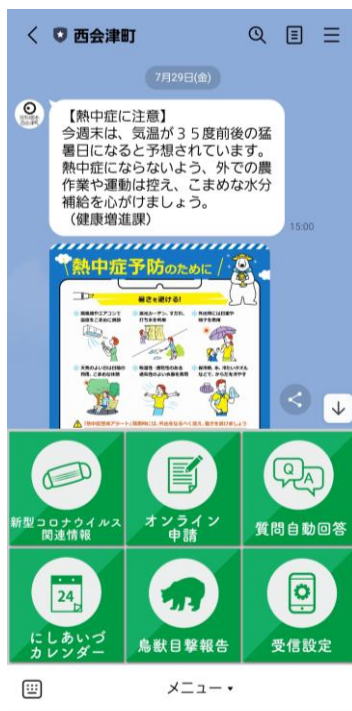 西会津町
7月29日(金)
【熱中症に注意】
今週末は、気温が35度前後の猛
暑日になると予想されています。
熱中症にならないよう、外での農
作業や運動は控え、こまめな水分
補給を心がけましょう。
(健康増進課)
15:00
熱中症予防のために
暑さを避ける!
新型コロナウイルス
関連情報
オンライン
申請
Q
A
質問自動回答
24
にしあいづ
カレンダー
鳥獣目撃報告
受信設定
メニュー▼